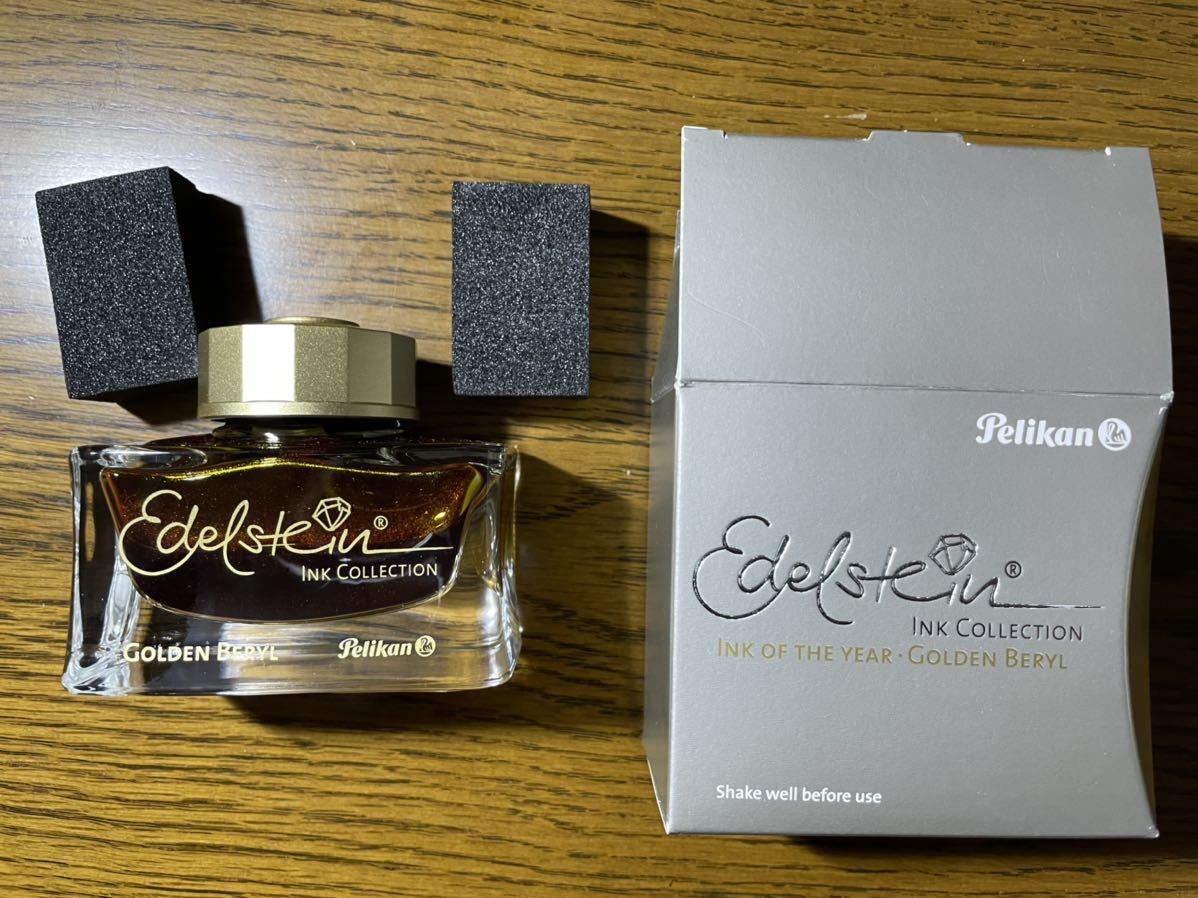 Edelstein®
INK COLLECTION
GOLDEN BERYL
Pelikan
Pelikan
Edelstein®
INK COLLECTION
INK OF THE YEAR · GOLDEN BERYL
Shake well before use